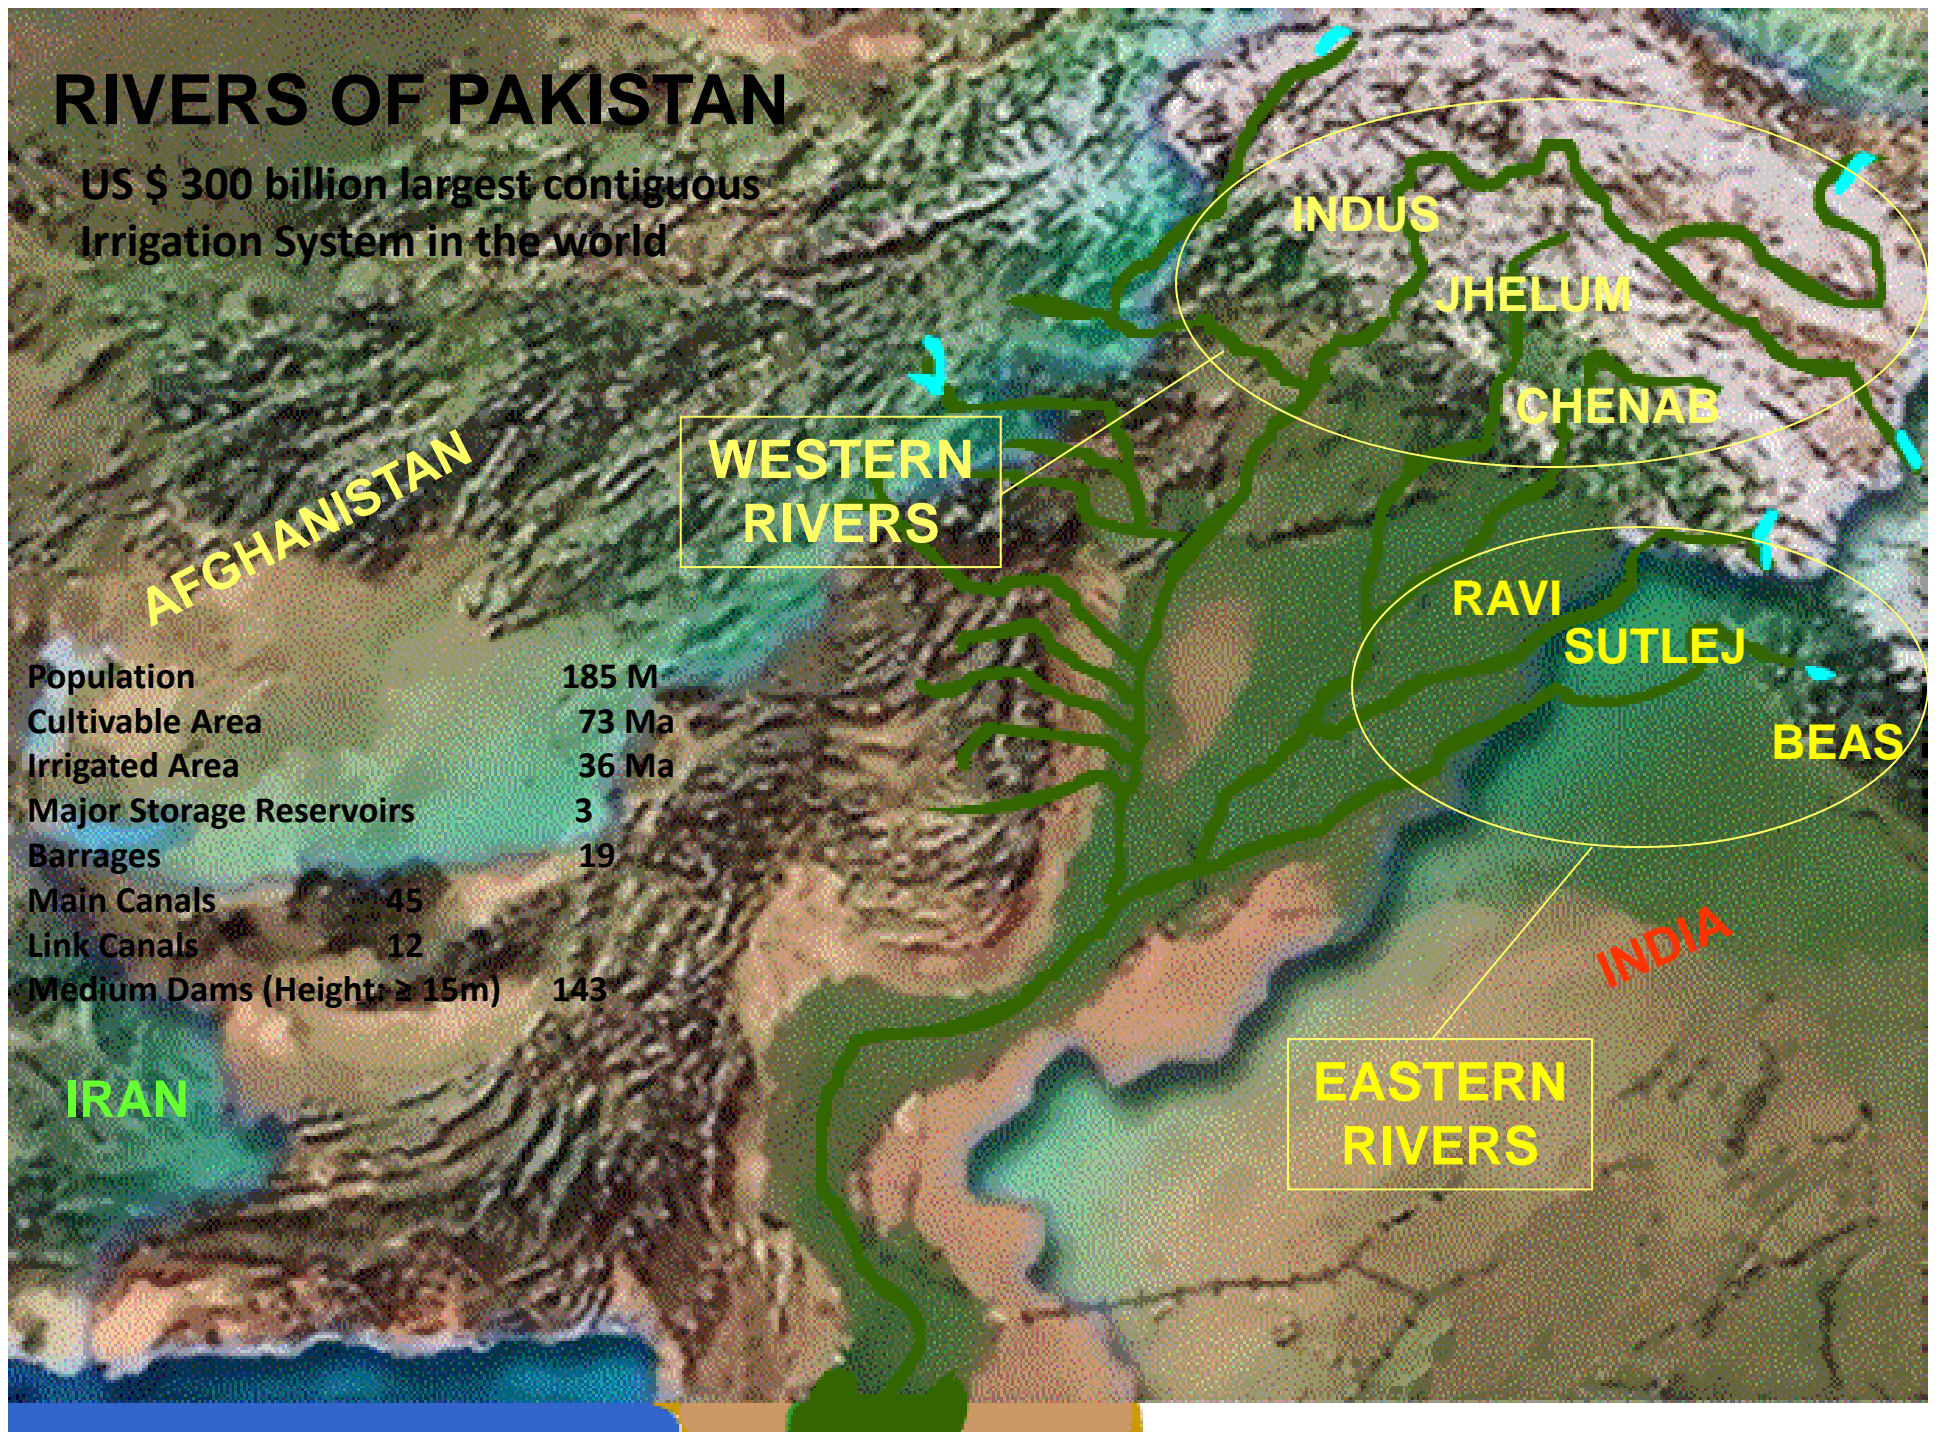 RIVERS OF PAKISTAN
US $ 300 billion largest contiguous
Irrigation System in the world
INDUS
JHELUM
CHENAB
WESTERN
RIVERS
AFGHANISTAN
RAVI
SUTLEJ
BEAS
Population 185 M
Cultivable Area 73 Ma
Irrigated Area 36 Ma
Major Storage Reservoirs 3
Barrages 19
Main Canals 45
Link Canals 12
Medium Dams (Height: ≥ 15m) 143
INDIA
IRAN
EASTERN
RIVERS